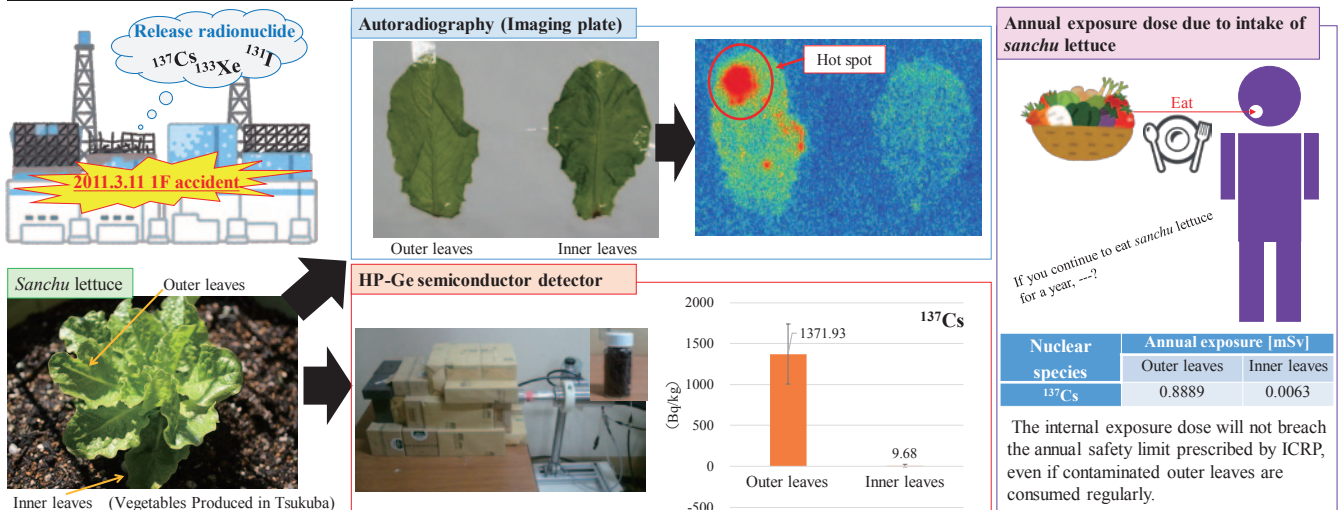 Release radionuclide
¹³⁷Cs ¹³³Xe ¹³¹I
2011.3.11 1F accident
Sanchu lettuce
Outer leaves
Inner leaves (Vegetables Produced in Tsukuba)
Autoradiography (Imaging plate)
Hot spot
Outer leaves Inner leaves
HP-Ge semiconductor detector
¹³⁷Cs
(Bq/kg)
2000
1500
1000
500
0
-500
1371.93
9.68
Outer leaves Inner leaves
Annual exposure dose due to intake of
sanchu lettuce
Eat
If you continue to eat sanchu lettuce
for a year, ---?
Nuclear species Annual exposure [mSv]
Outer leaves Inner leaves
¹³⁷Cs 0.8889 0.0063
The internal exposure dose will not breach
the annual safety limit prescribed by ICRP,
even if contaminated outer leaves are
consumed regularly.